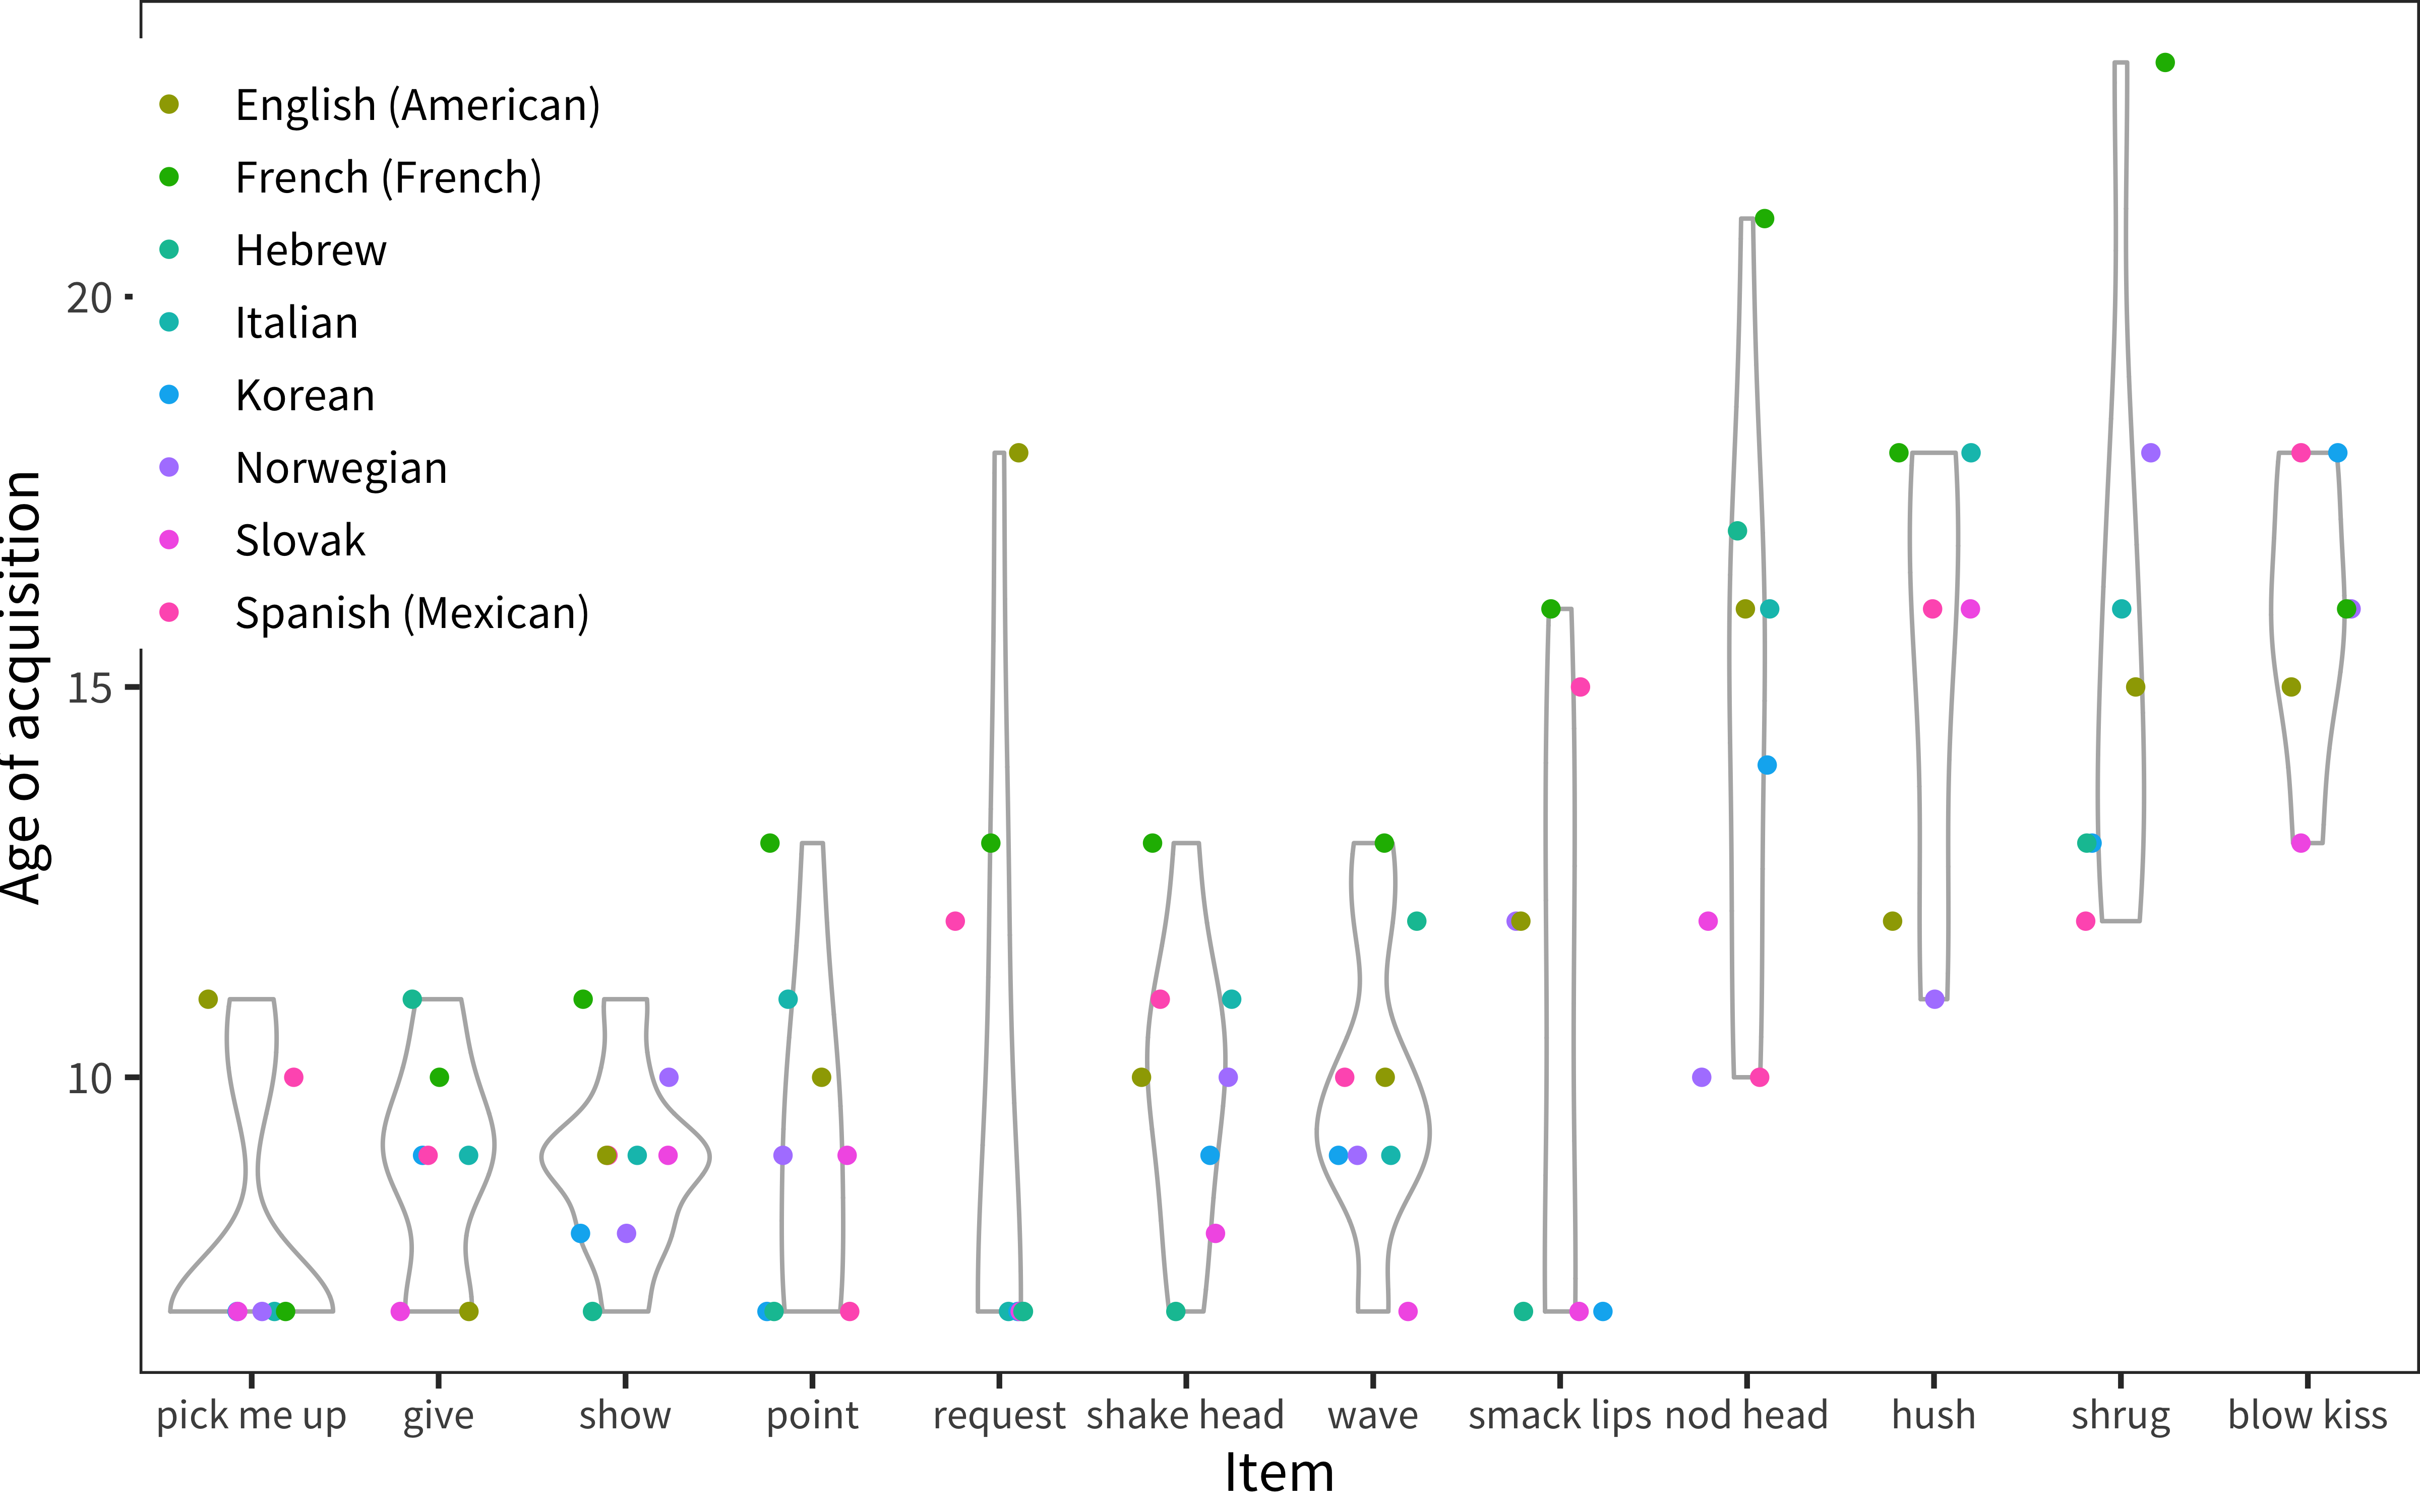 English (American)
French (French)
Hebrew
Italian
Korean
Norwegian
Slovak
Spanish (Mexican)
Age of acquisition
20
15
10
pick me up give show point request shake head wave smack lips nod head hush shrug blow kiss
Item